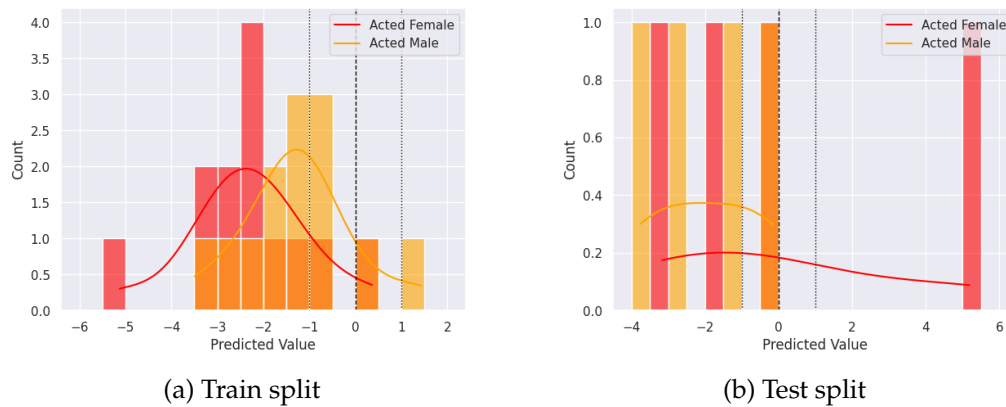 4.0
3.5
3.0
2.5
2.0
1.5
1.0
0.5
0.0
Count
Acted Female
Acted Male
−6 −5 −4 −3 −2 −1 0 1 2
Predicted Value
(a) Train split
1.0
0.8
0.6
0.4
0.2
0.0
Count
Acted Female
Acted Male
−4 −2 0 2 4 6
Predicted Value
(b) Test split